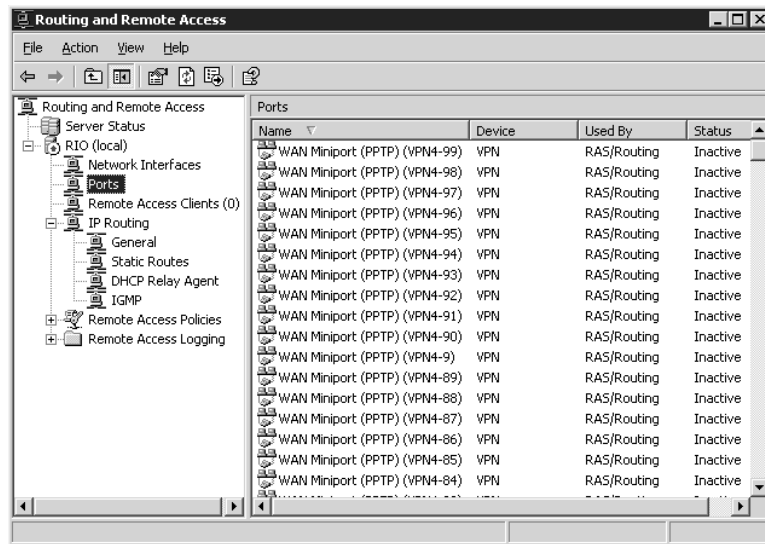 Routing and Remote Access
File Action View Help
Routing and Remote Access
Server Status
RIO (local)
Network Interfaces
Ports
Remote Access Clients (0)
IP Routing
General
Static Routes
DHCP Relay Agent
IGMP
Remote Access Policies
Remote Access Logging
Ports
Name Device Used By Status
WAN Miniport (PPTP) (VPN4-99) VPN RAS/Routing Inactive
WAN Miniport (PPTP) (VPN4-98) VPN RAS/Routing Inactive
WAN Miniport (PPTP) (VPN4-97) VPN RAS/Routing Inactive
WAN Miniport (PPTP) (VPN4-96) VPN RAS/Routing Inactive
WAN Miniport (PPTP) (VPN4-95) VPN RAS/Routing Inactive
WAN Miniport (PPTP) (VPN4-94) VPN RAS/Routing Inactive
WAN Miniport (PPTP) (VPN4-93) VPN RAS/Routing Inactive
WAN Miniport (PPTP) (VPN4-92) VPN RAS/Routing Inactive
WAN Miniport (PPTP) (VPN4-91) VPN RAS/Routing Inactive
WAN Miniport (PPTP) (VPN4-90) VPN RAS/Routing Inactive
WAN Miniport (PPTP) (VPN4-9) VPN RAS/Routing Inactive
WAN Miniport (PPTP) (VPN4-89) VPN RAS/Routing Inactive
WAN Miniport (PPTP) (VPN4-88) VPN RAS/Routing Inactive
WAN Miniport (PPTP) (VPN4-87) VPN RAS/Routing Inactive
WAN Miniport (PPTP) (VPN4-86) VPN RAS/Routing Inactive
WAN Miniport (PPTP) (VPN4-85) VPN RAS/Routing Inactive
WAN Miniport (PPTP) (VPN4-84) VPN RAS/Routing Inactive